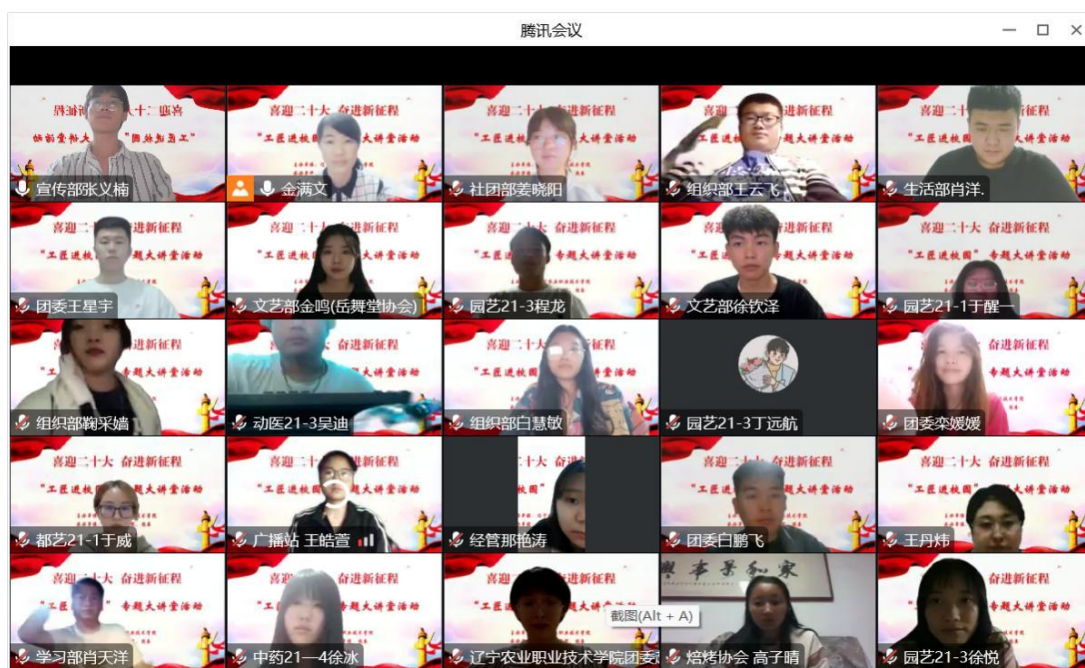 腾讯会议
喜迎二十大 奋进新征程
"工匠进校园" 专题大讲堂活动
宣传部张义楠
金满文
社团部姜晓阳
组织部王云飞
生活部肖洋.
团委王星宇
文艺部金鸣(岳舞堂协会)
园艺21-3程龙
文艺部徐钦泽
园艺21-1于醒一
组织部鞠采嫱
动医21-3吴迪
组织部白慧敏
园艺21-3丁远航
团委栾媛媛
都艺21-1于威
广播站 王皓萱
经管那艳涛
团委白鹏飞
王丹炜
家和景事兴
截图(Alt + A)
学习部肖天洋
中药21—4徐冰
辽宁农业职业技术学院团委
焙烤协会 高子晴
园艺21-3徐悦